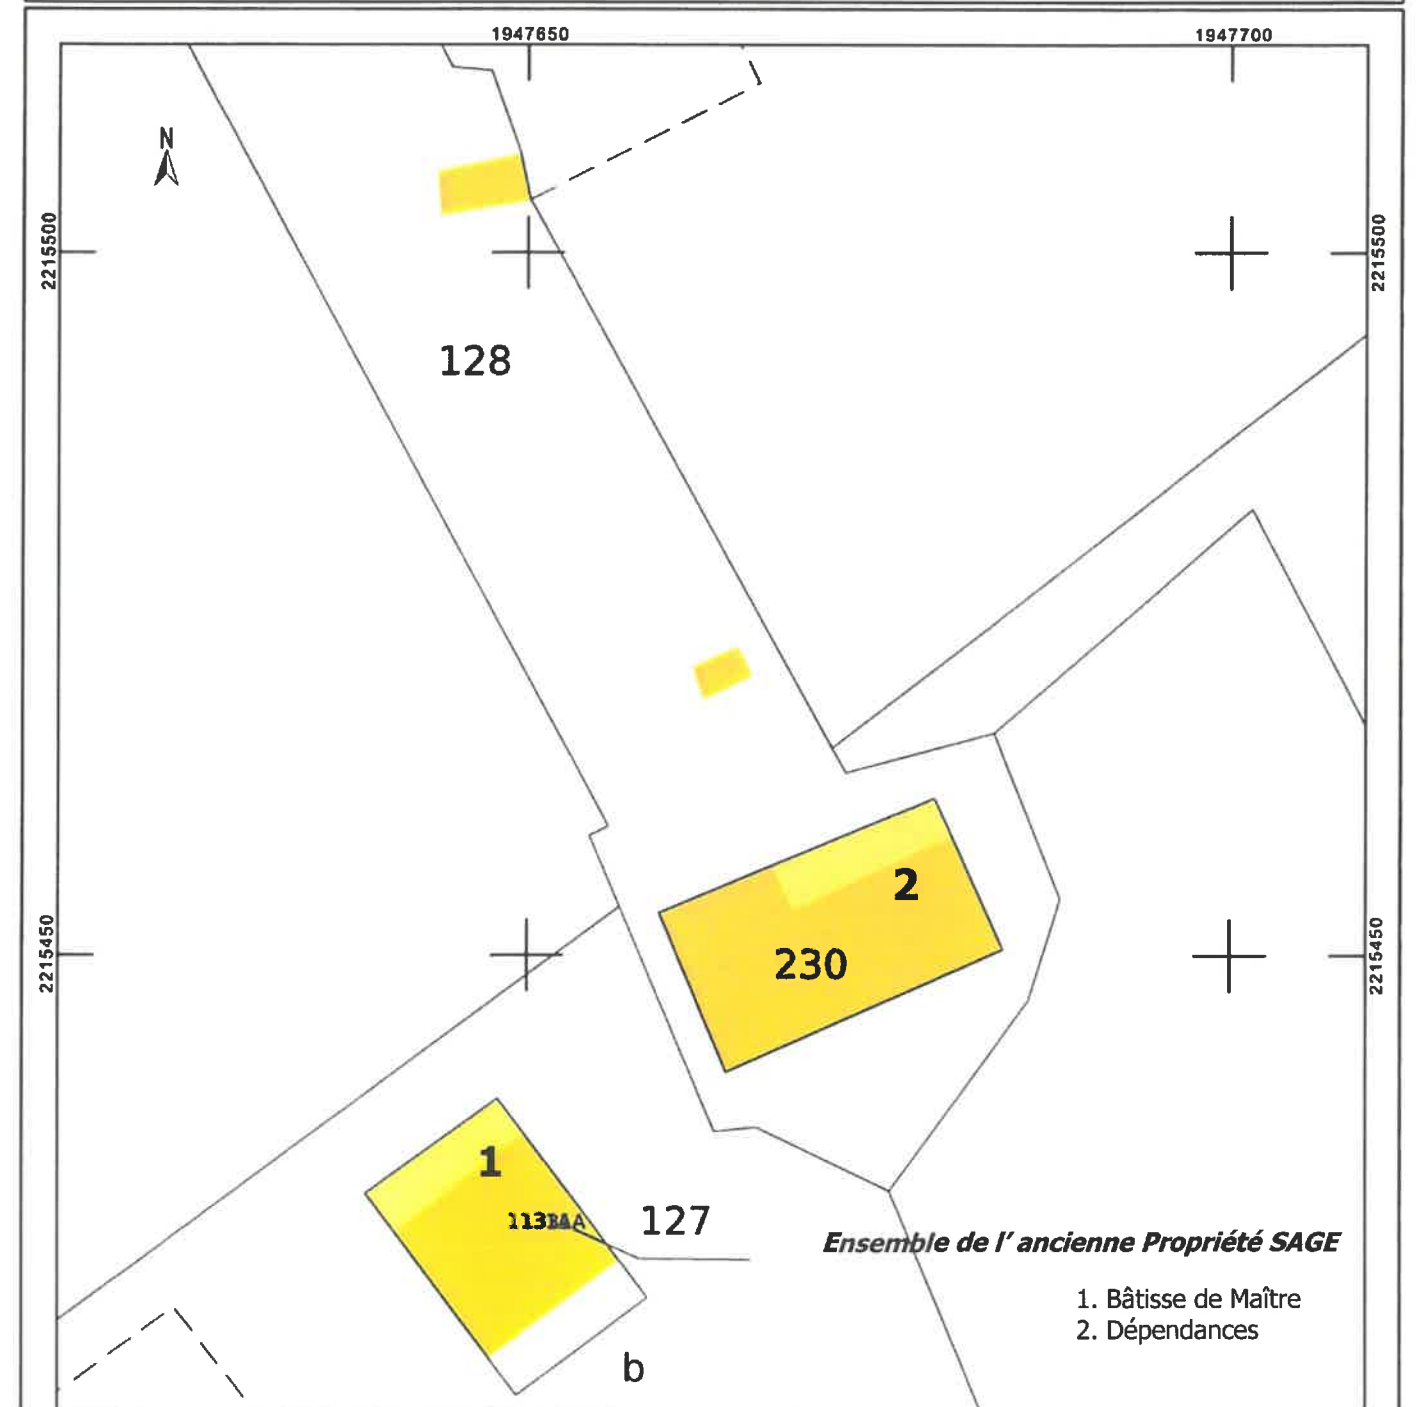 1947650
1947700
N
2215500
2215500
128
2
2215450
230
2215450
1
127
Ensemble de l' ancienne Propriété SAGE
1. Bâtisse de Maître
2. Dépendances
b